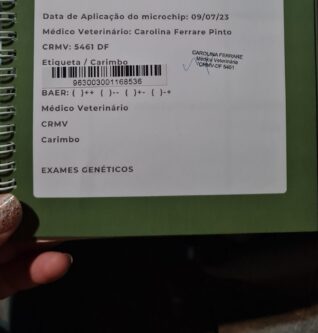 Data de Aplicação do microchip: 09/07/23
Médico Veterinário: Carolina Ferrare Pinto
CRMV: 5461 DF
CAROLINA FERRARE
Médica Veterinária
CRMV-DF 5461
Etiqueta / Carimbo
963003001168536
BAER: ( )++ ( )-- ( )+- ( )-+
Médico Veterinário
CRMV
Carimbo
EXAMES GENÉTICOS